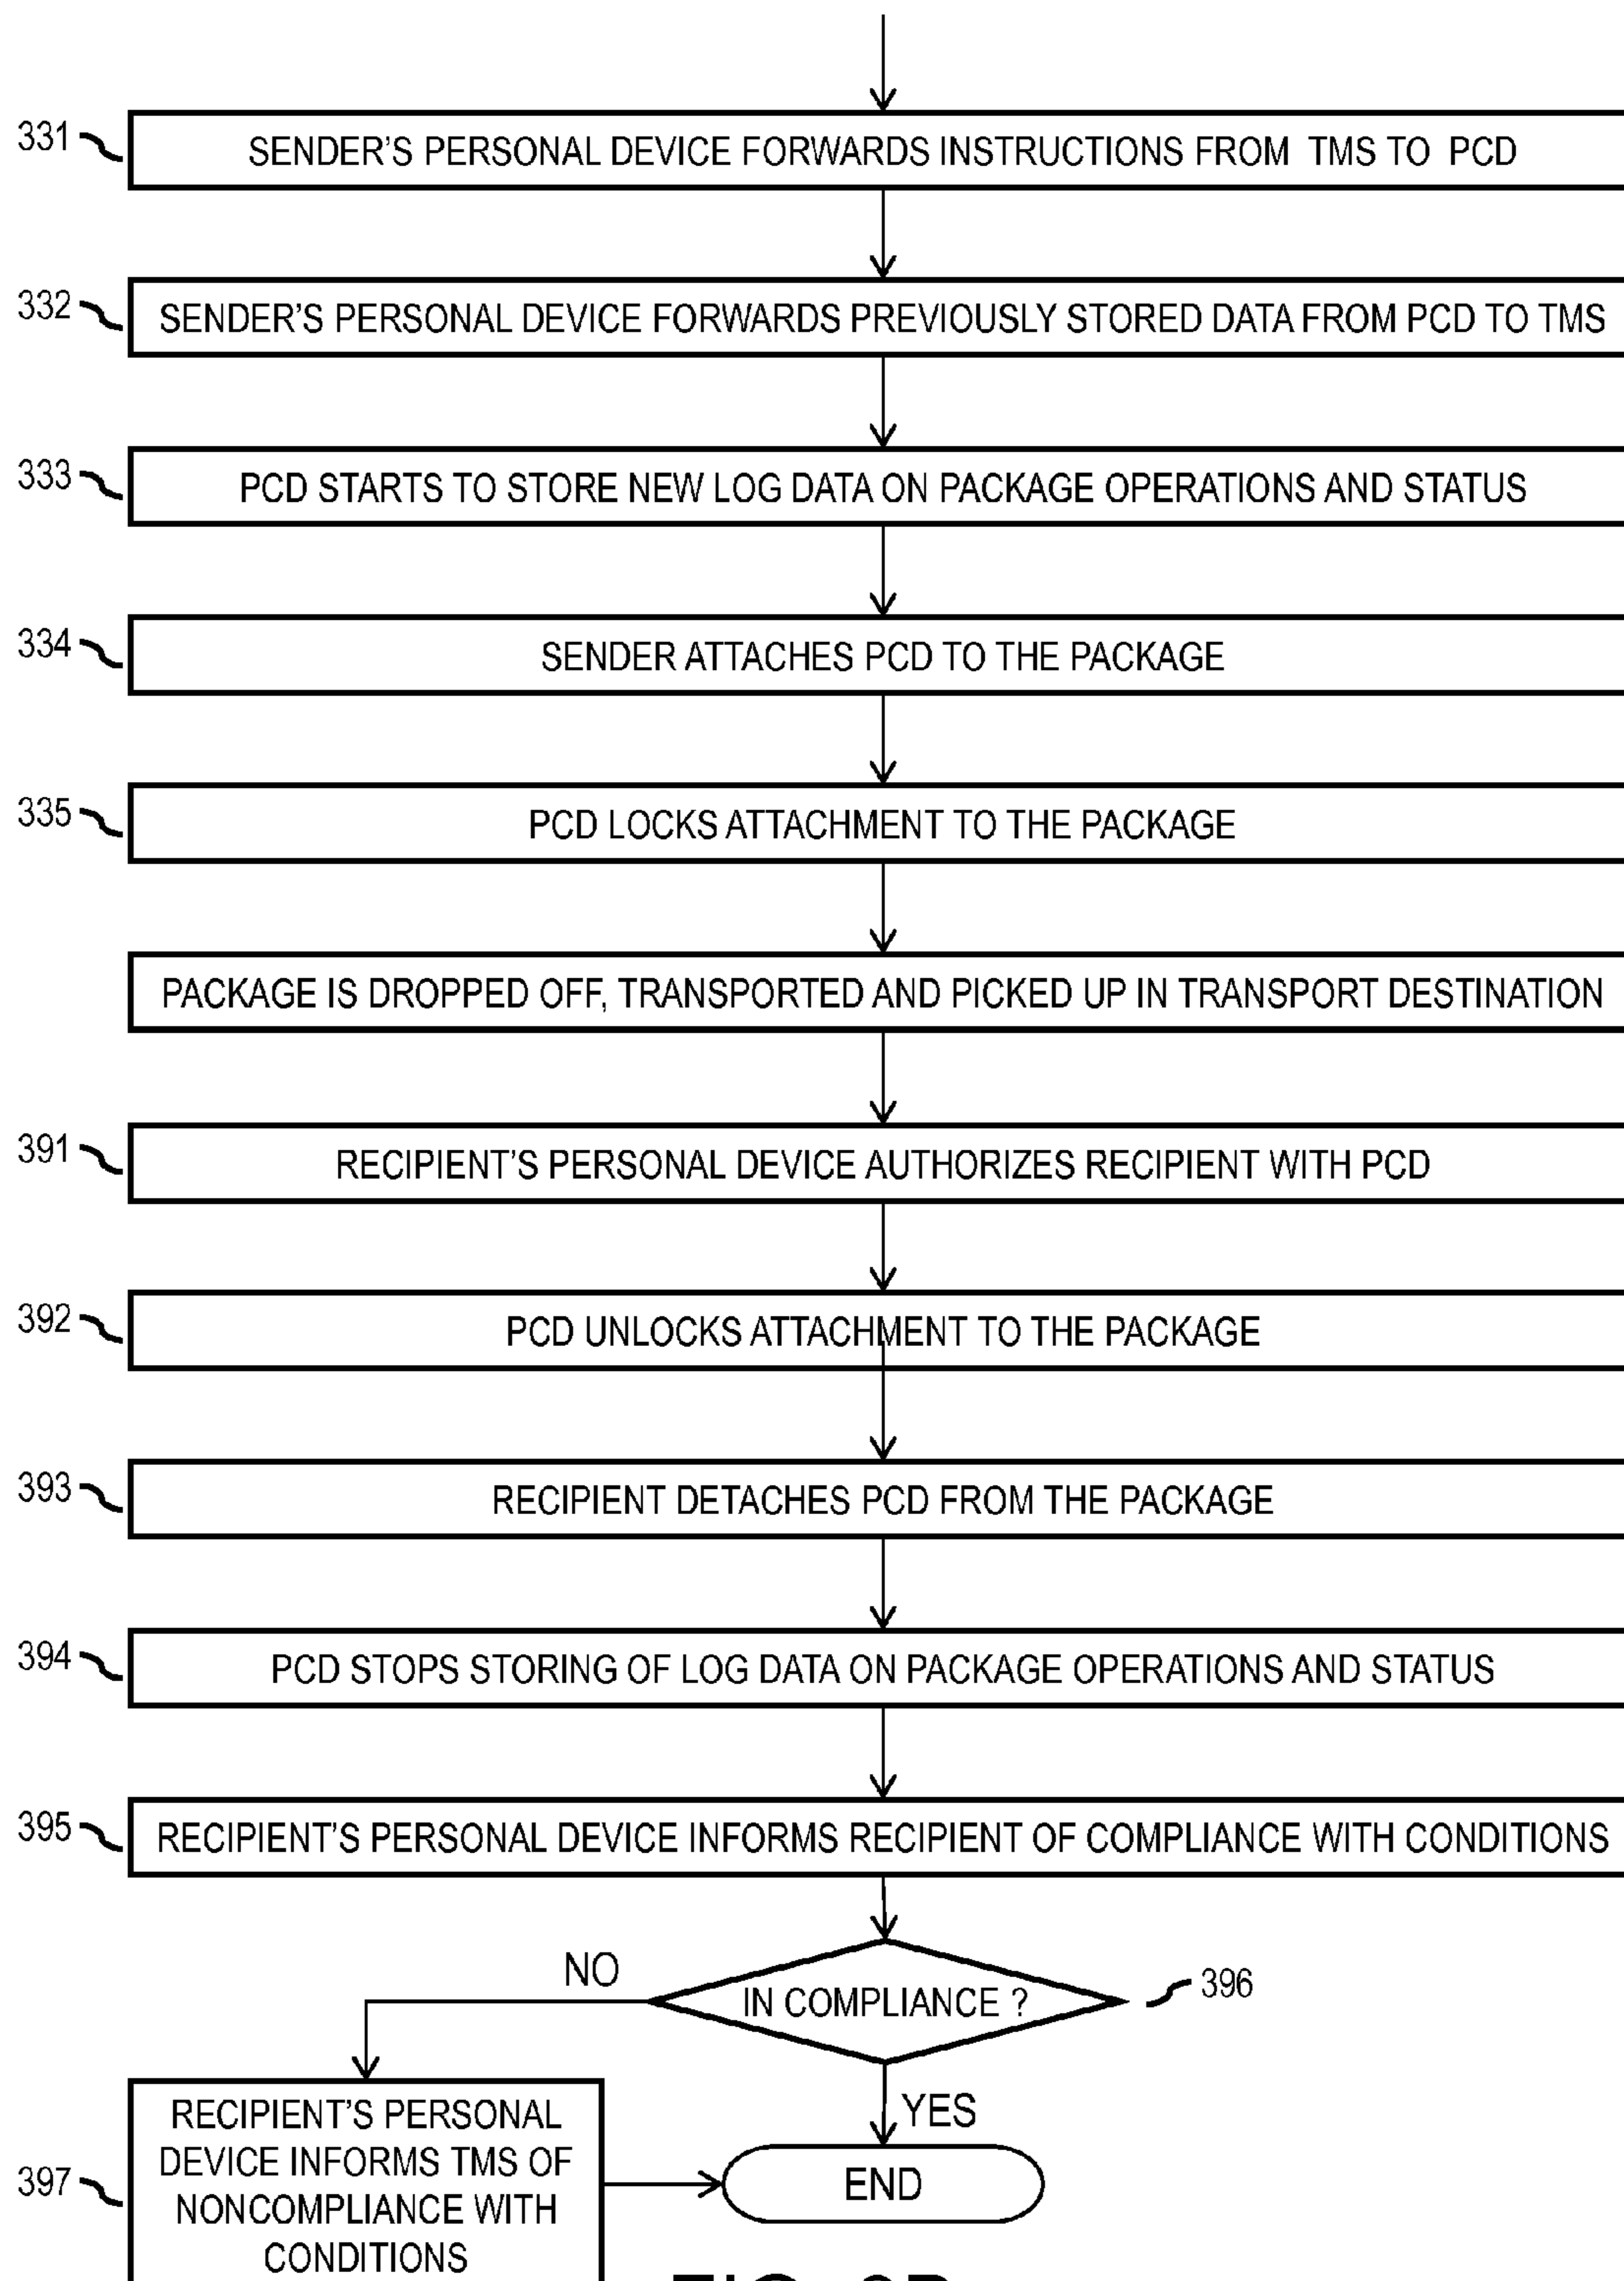 331
SENDER'S PERSONAL DEVICE FORWARDS INSTRUCTIONS FROM TMS TO PCD
332
SENDER'S PERSONAL DEVICE FORWARDS PREVIOUSLY STORED DATA FROM PCD TO TMS
333
PCD STARTS TO STORE NEW LOG DATA ON PACKAGE OPERATIONS AND STATUS
334
SENDER ATTACHES PCD TO THE PACKAGE
335
PCD LOCKS ATTACHMENT TO THE PACKAGE
PACKAGE IS DROPPED OFF, TRANSPORTED AND PICKED UP IN TRANSPORT DESTINATION
391
RECIPIENT'S PERSONAL DEVICE AUTHORIZES RECIPIENT WITH PCD
392
PCD UNLOCKS ATTACHMENT TO THE PACKAGE
393
RECIPIENT DETACHES PCD FROM THE PACKAGE
394
PCD STOPS STORING OF LOG DATA ON PACKAGE OPERATIONS AND STATUS
395
RECIPIENT'S PERSONAL DEVICE INFORMS RECIPIENT OF COMPLIANCE WITH CONDITIONS
NO
IN COMPLIANCE ?
396
YES
397
RECIPIENT'S PERSONAL
DEVICE INFORMS TMS OF
NONCOMPLIANCE WITH
CONDITIONS
END